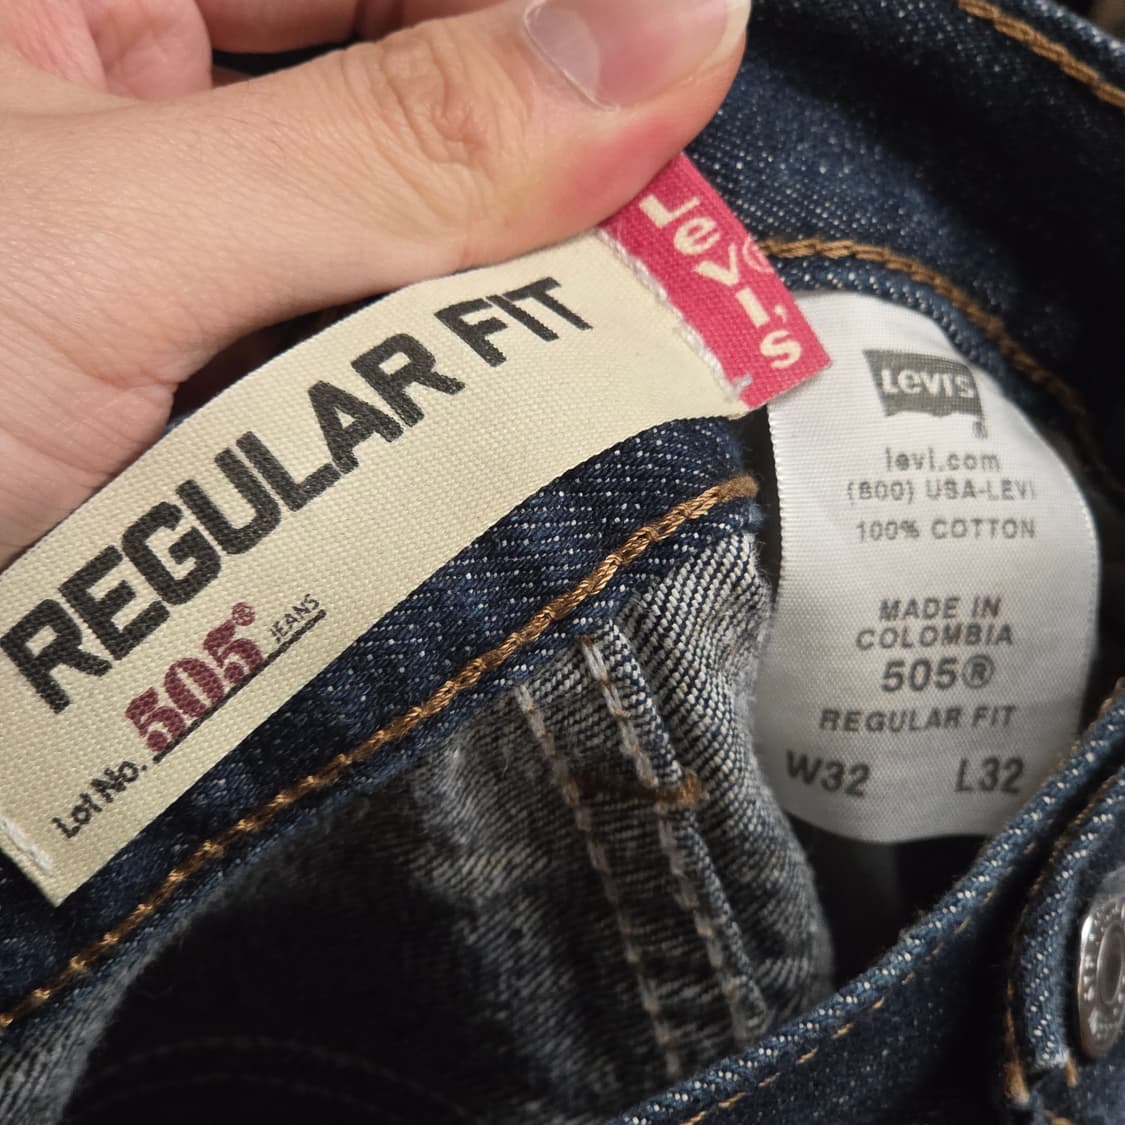 REGULAR FIT
Lot No. 505® JEANS
Levi's®
Levi's
®
levi.com
(800) USA-LEVI
100% COTTON
MADE IN
COLOMBIA
505®
REGULAR FIT
W32 L32